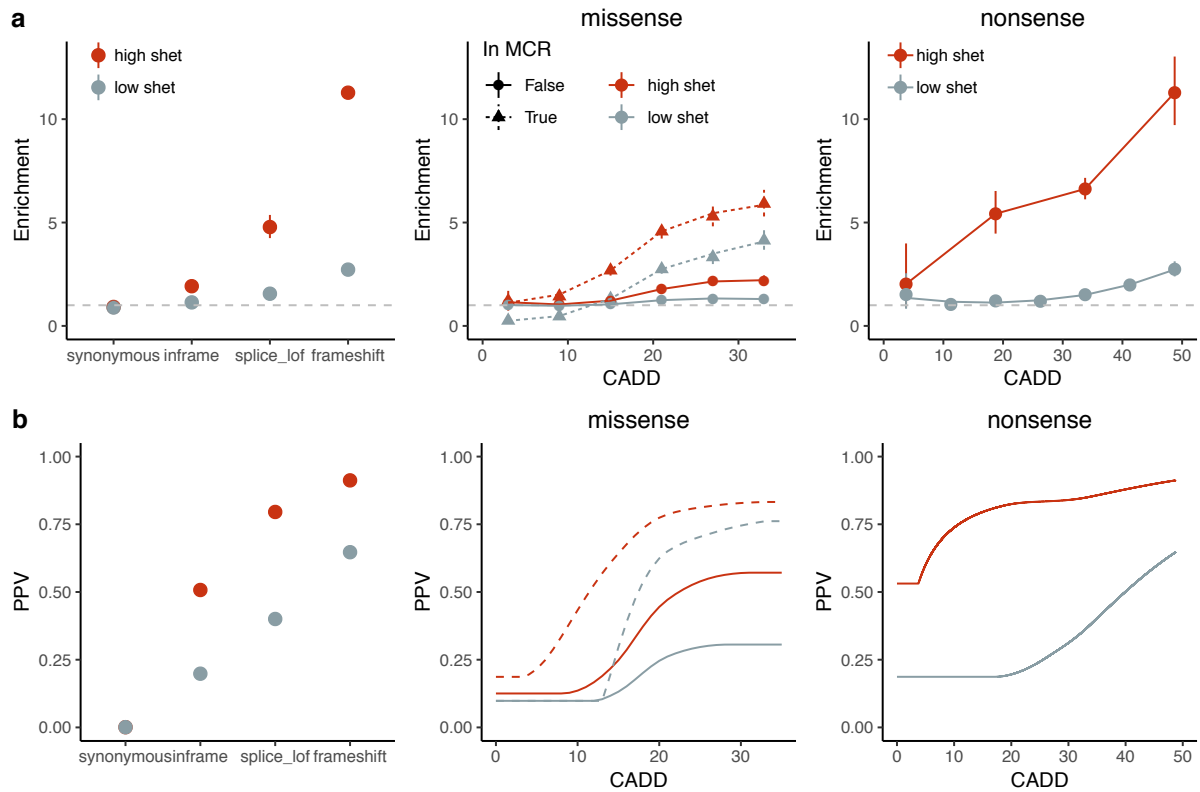 a
missense
nonsense
high shet
low shet
In MCR
False
True
high shet
low shet
high shet
low shet
Enrichment
10
5
0
synonymous inframe splice_lof frameshift
Enrichment
10
5
0
0 10 20 30
CADD
Enrichment
10
5
0
0 10 20 30 40 50
CADD
b
missense
nonsense
PPV
1.00
0.75
0.50
0.25
0.00
synonymous inframe splice_lof frameshift
PPV
1.00
0.75
0.50
0.25
0.00
0 10 20 30
CADD
PPV
1.00
0.75
0.50
0.25
0.00
0 10 20 30 40 50
CADD